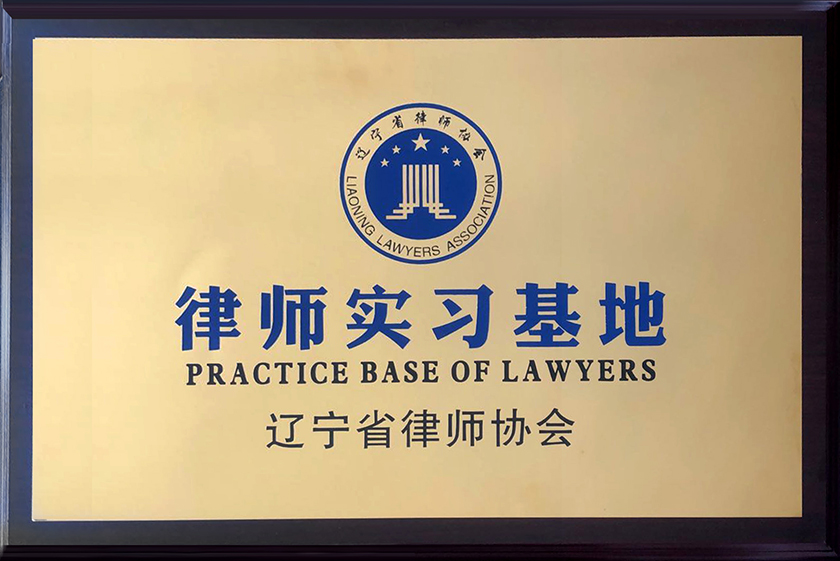 辽宁省律师协会
LIAONING LAWYERS ASSOCIATION
律师实习基地
PRACTICE BASE OF LAWYERS
辽宁省律师协会